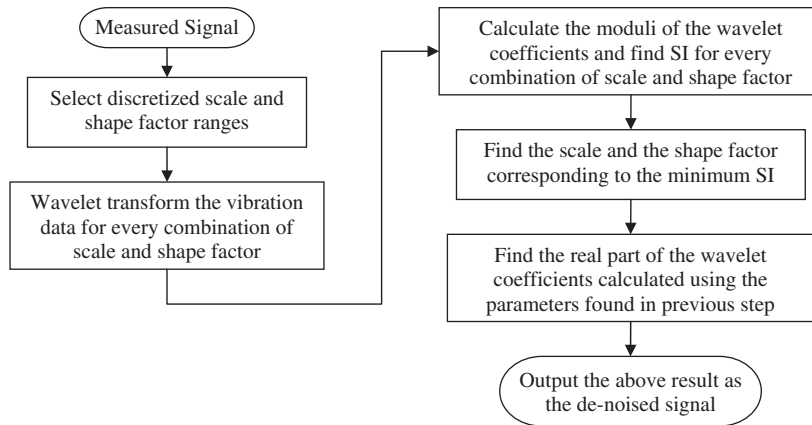 Measured Signal
Select discretized scale and
shape factor ranges
Wavelet transform the vibration
data for every combination of
scale and shape factor
Calculate the moduli of the wavelet
coefficients and find SI for every
combination of scale and shape factor
Find the scale and the shape factor
corresponding to the minimum SI
Find the real part of the wavelet
coefficients calculated using the
parameters found in previous step
Output the above result as
the de-noised signal